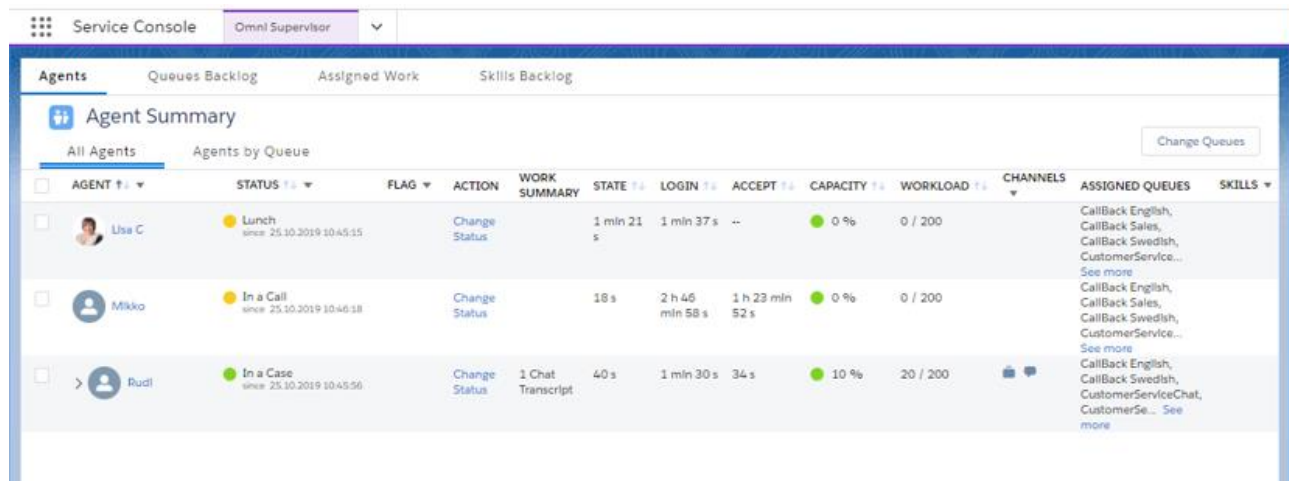 Service Console
Omni Supervisor
Agents Queues Backlog Assigned Work Skills Backlog
Agent Summary
Change Queues
All Agents Agents by Queue
AGENT STATUS FLAG ACTION WORK SUMMARY STATE LOGIN ACCEPT CAPACITY WORKLOAD CHANNELS ASSIGNED QUEUES SKILLS
Lisa C
Lunch
since 25.10.2019 10:45:15
Change
Status
1 min 21
s
1 min 37 s
--
0 %
0 / 200
CallBack English,
CallBack Sales,
CallBack Swedish,
CustomerService...
See more
Mikko
In a Call
since 25.10.2019 10:46:18
Change
Status
18 s
2 h 46
min 58 s
1 h 23 min
52 s
0 %
0 / 200
CallBack English,
CallBack Sales,
CallBack Swedish,
CustomerService...
See more
Rudi
In a Case
since 25.10.2019 10:45:56
Change
Status
1 Chat
Transcript
40 s
1 min 30 s
34 s
10 %
20 / 200
CallBack English,
CallBack Swedish,
CustomerServiceChat,
CustomerSe... See
more